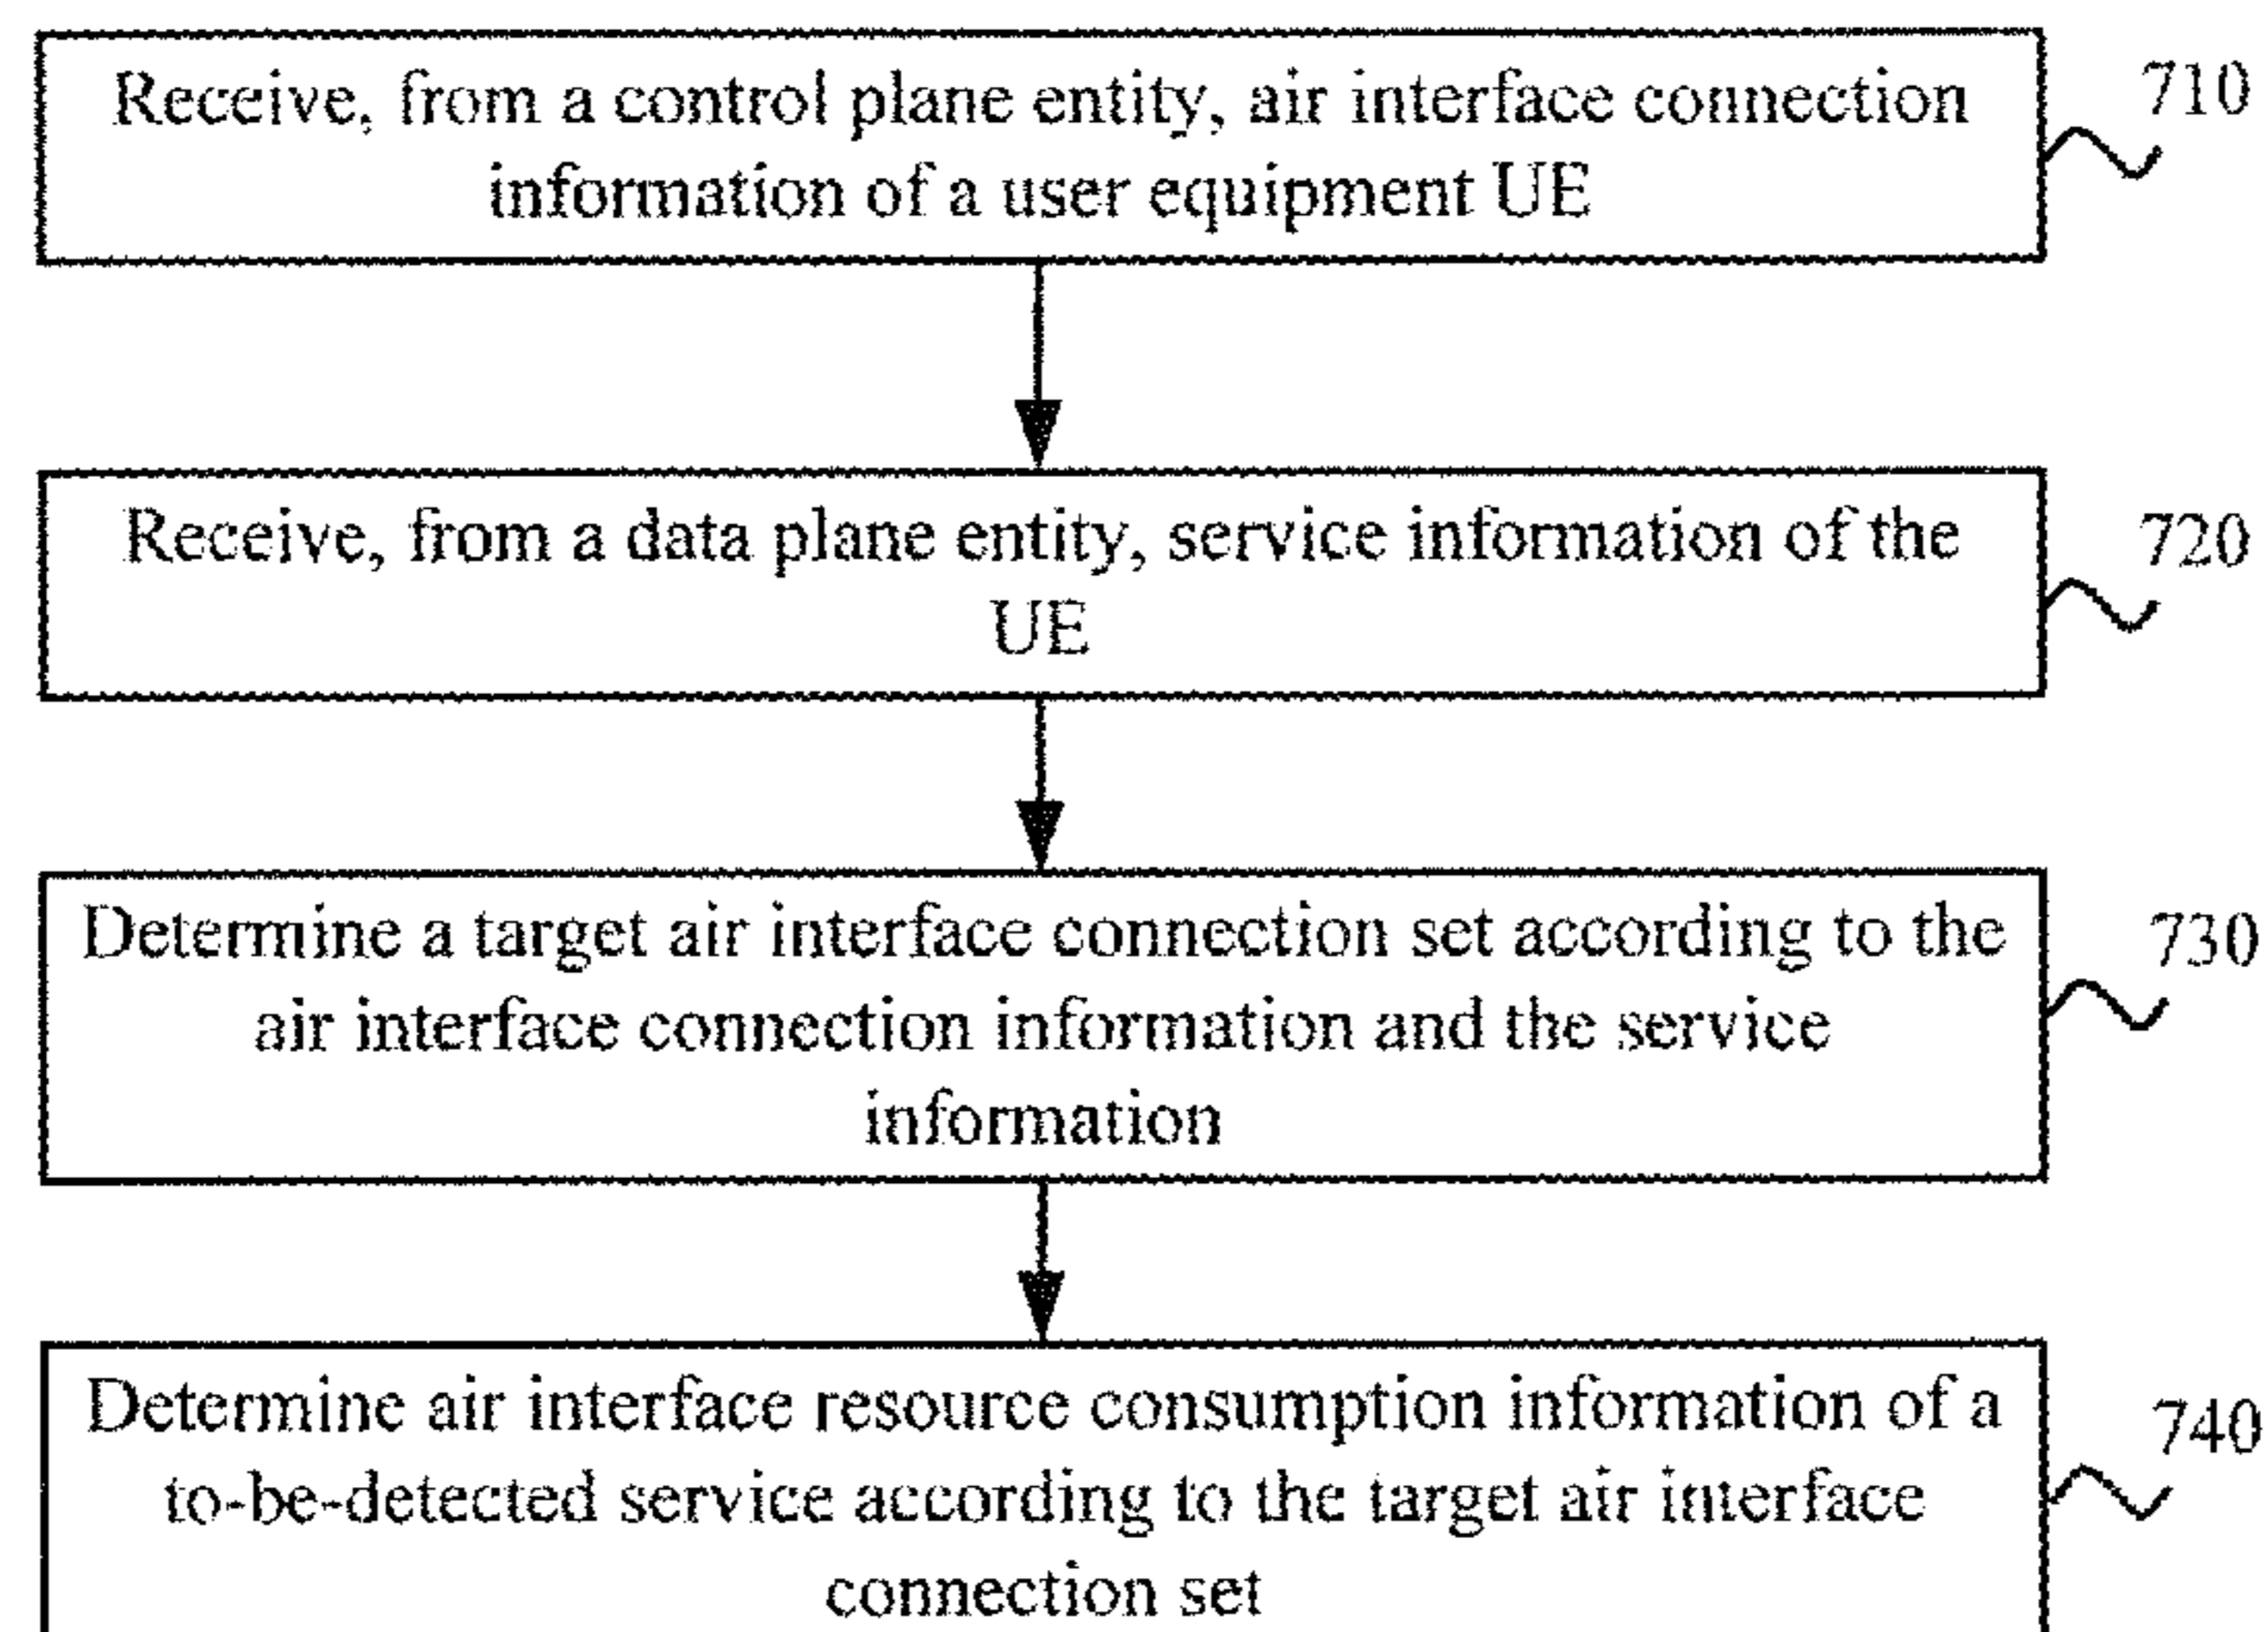 Receive, from a control plane entity, air interface connection
information of a user equipment UE
710
Receive, from a data plane entity, service information of the
UE
720
Determine a target air interface connection set according to the
air interface connection information and the service
information
730
Determine air interface resource consumption information of a
to-be-detected service according to the target air interface
connection set
740